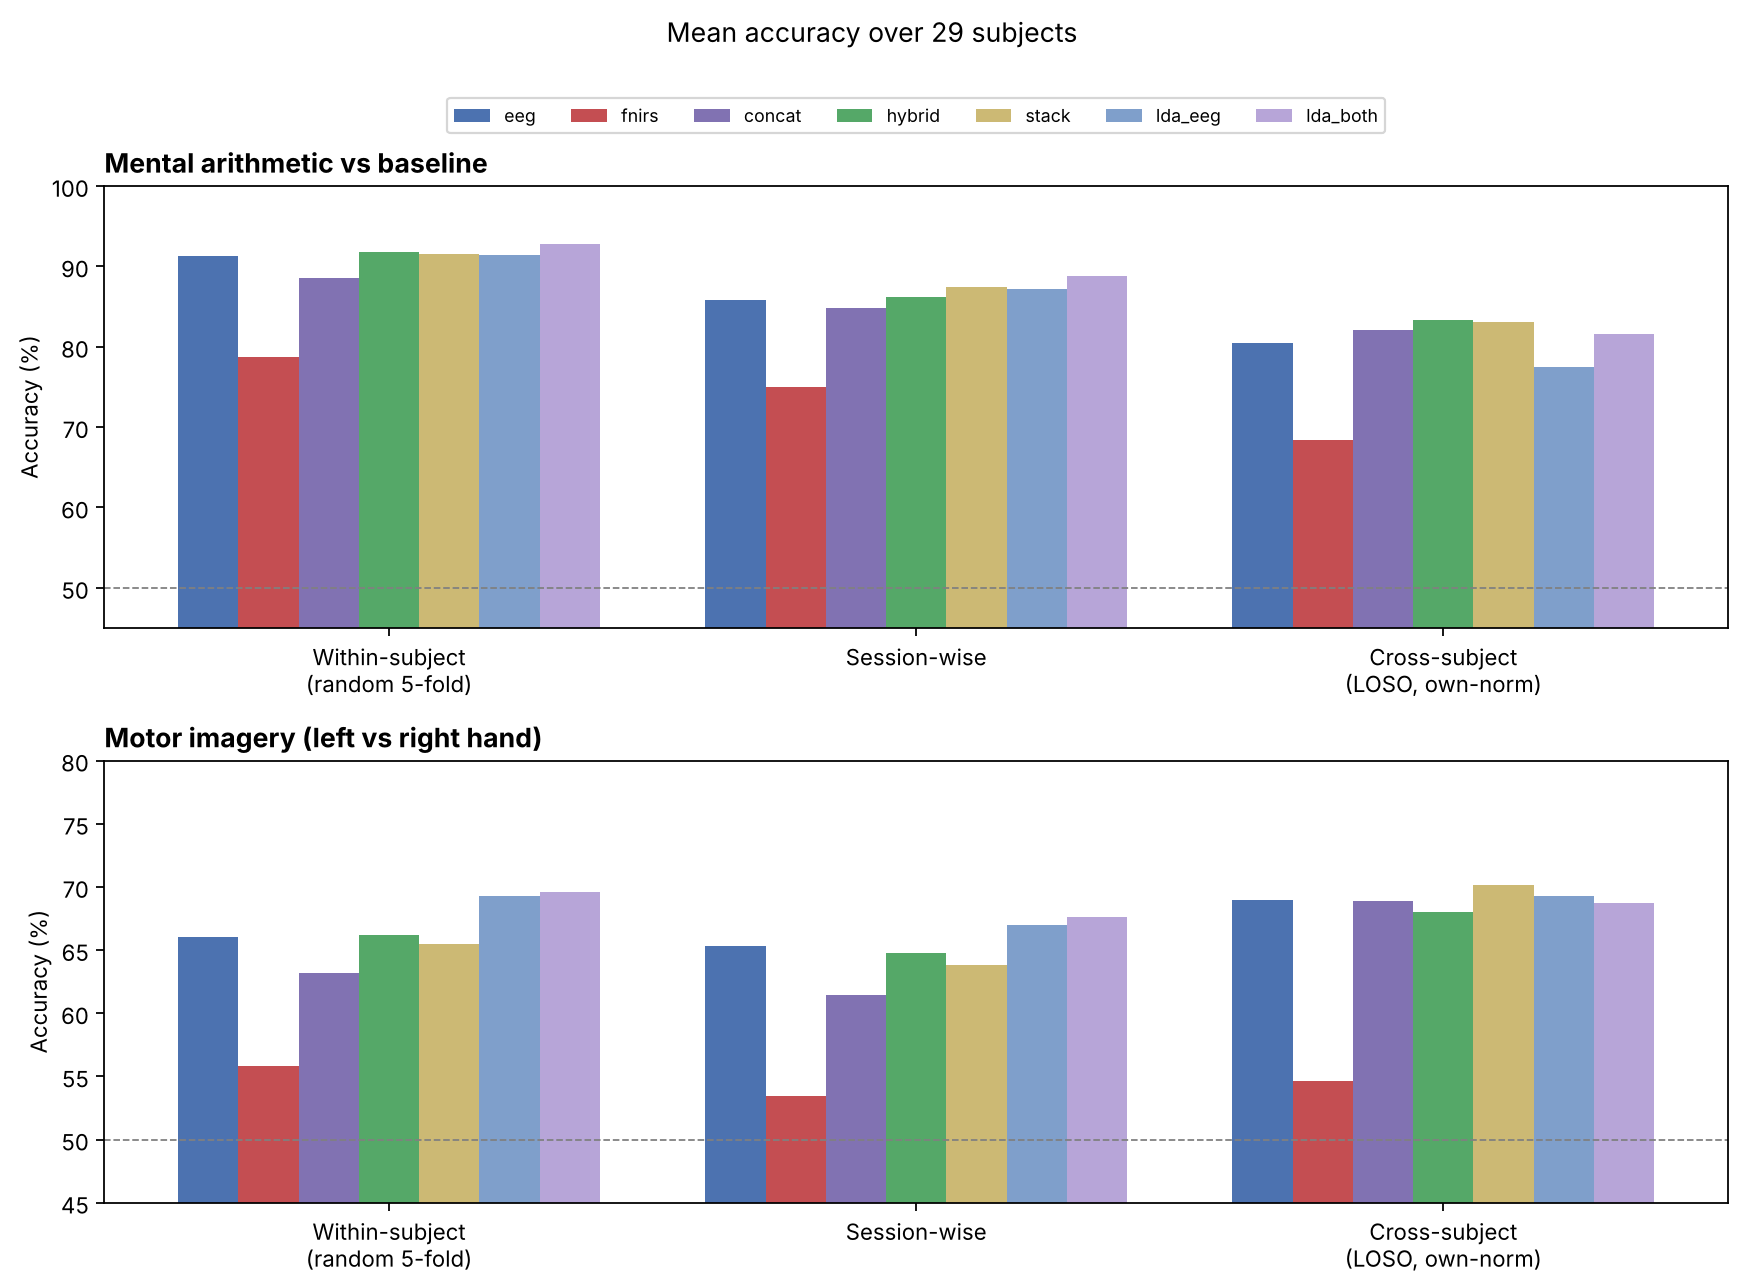 Mean accuracy over 29 subjects
eeg fnirs concat hybrid stack lda_eeg lda_both
Mental arithmetic vs baseline
100
90
80
70
60
50
Accuracy (%)
Within-subject
(random 5-fold)
Session-wise
Cross-subject
(LOSO, own-norm)
Motor imagery (left vs right hand)
80
75
70
65
60
55
50
45
Accuracy (%)
Within-subject
(random 5-fold)
Session-wise
Cross-subject
(LOSO, own-norm)